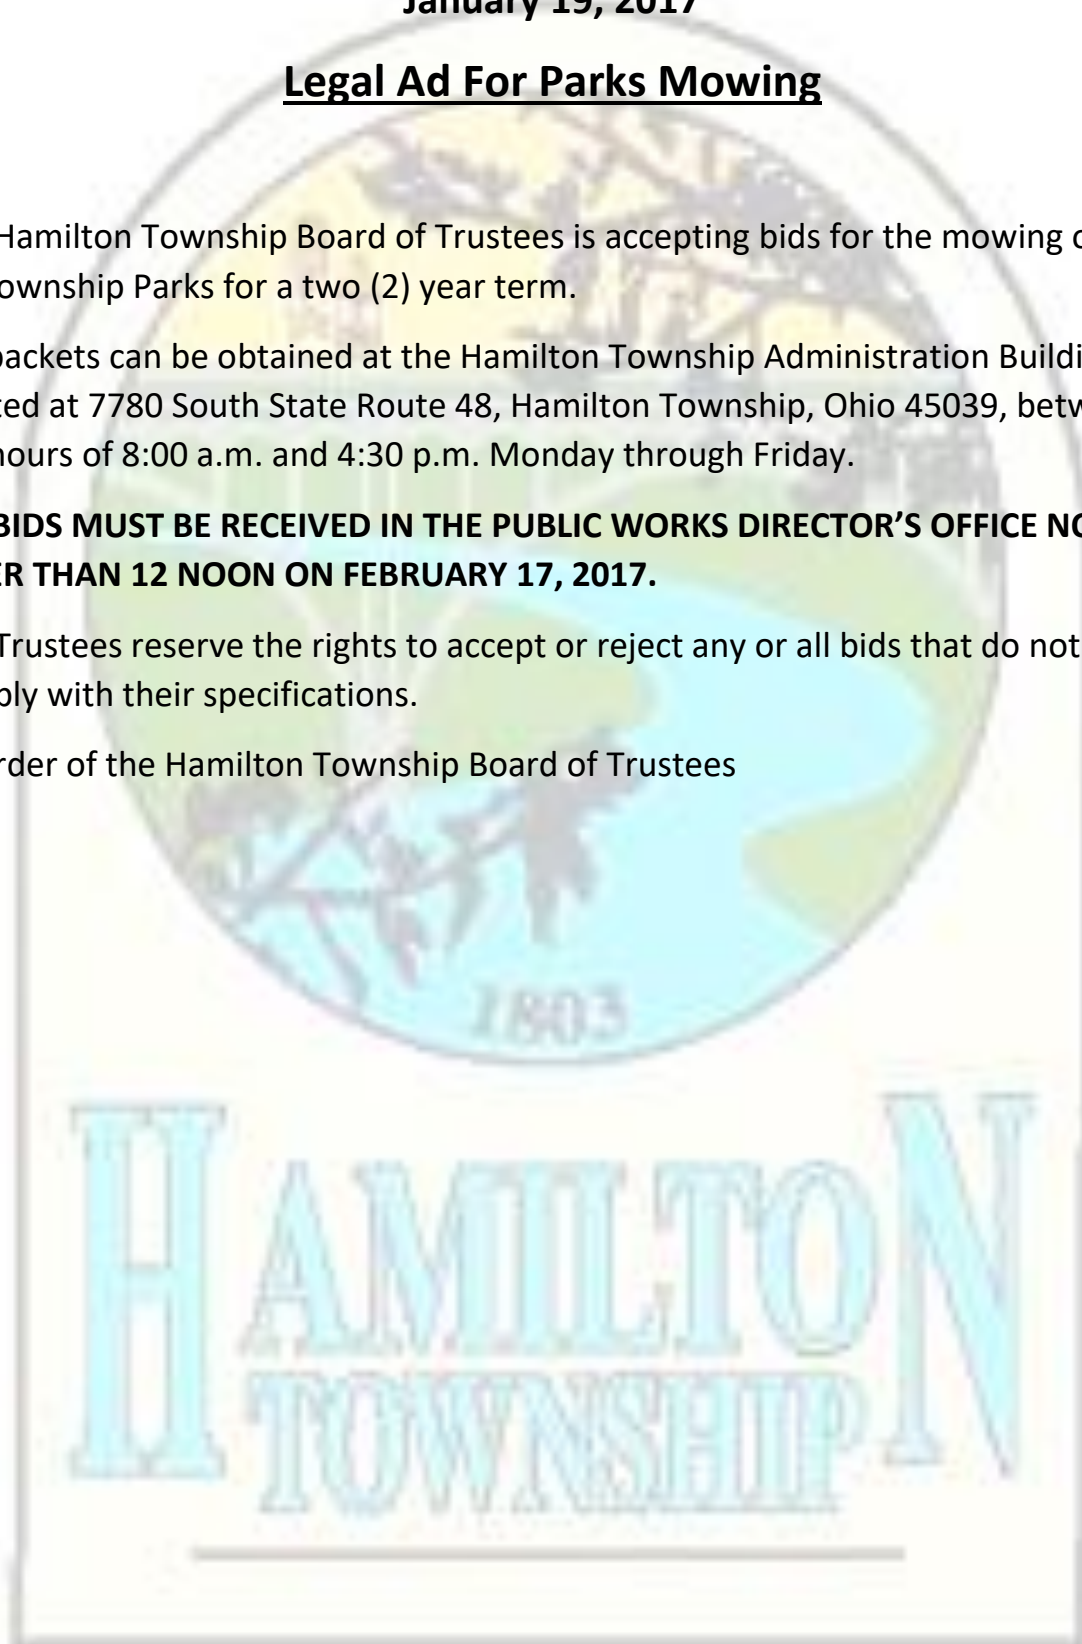 January 19, 2017
Legal Ad For Parks Mowing
Hamilton Township Board of Trustees is accepting bids for the mowing
ownship Parks for a two (2) year term.
packets can be obtained at the Hamilton Township Administration Buildi
ted at 7780 South State Route 48, Hamilton Township, Ohio 45039, betw
hours of 8:00 a.m. and 4:30 p.m. Monday through Friday.
BIDS MUST BE RECEIVED IN THE PUBLIC WORKS DIRECTOR'S OFFICE NO
ER THAN 12 NOON ON FEBRUARY 17, 2017.
Trustees reserve the rights to accept or reject any or all bids that do not
ply with their specifications.
rder of the Hamilton Township Board of Trustees
1803
HAMILTON
TOWNSHIP